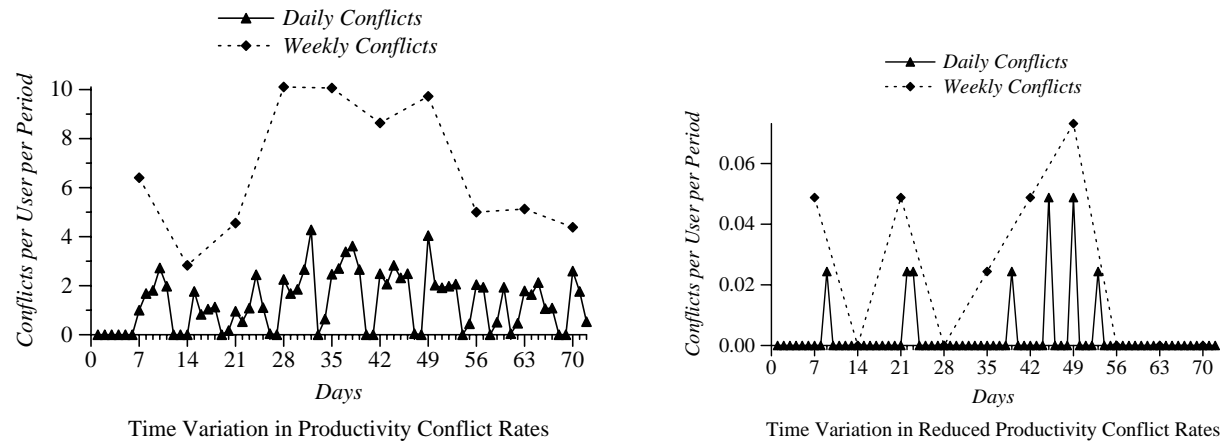 Daily Conflicts
Weekly Conflicts
Conflicts per User per Period
10
8
6
4
2
0
0 7 14 21 28 35 42 49 56 63 70
Days
Time Variation in Productivity Conflict Rates
Daily Conflicts
Weekly Conflicts
Conflicts per User per Period
0.06
0.04
0.02
0.00
0 7 14 21 28 35 42 49 56 63 70
Days
Time Variation in Reduced Productivity Conflict Rates